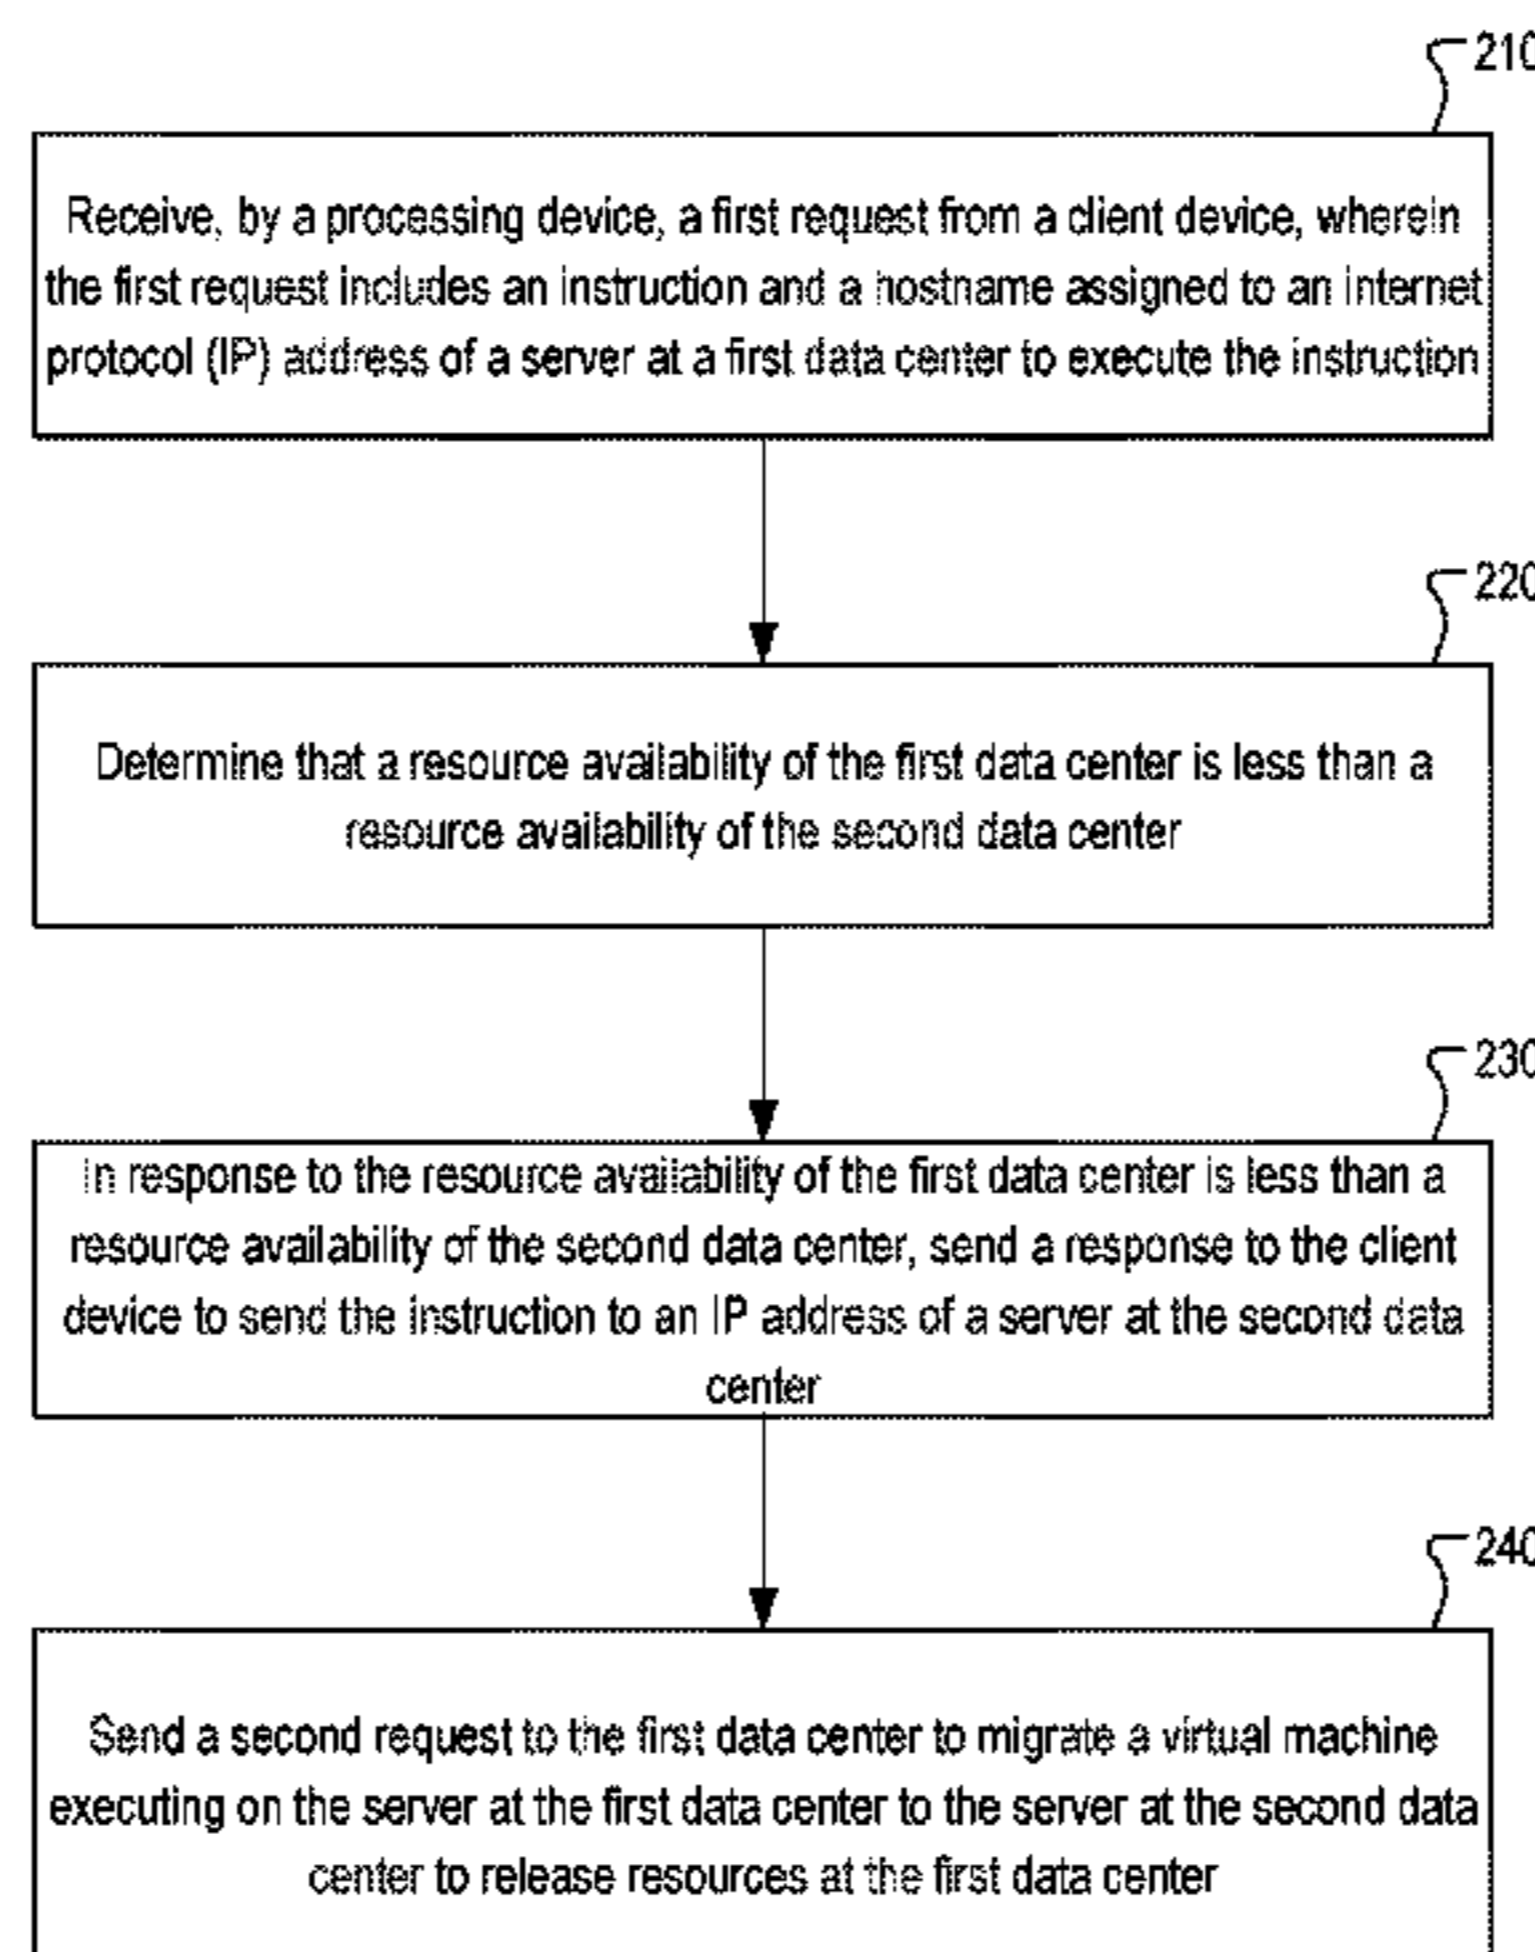 210
Receive, by a processing device, a first request from a client device, wherein
the first request includes an instruction and a hostname assigned to an internet
protocol (IP) address of a server at a first data center to execute the instruction
220
Determine that a resource availability of the first data center is less than a
resource availability of the second data center
230
In response to the resource availability of the first data center is less than a
resource availability of the second data center, send a response to the client
device to send the instruction to an IP address of a server at the second data
center
240
Send a second request to the first data center to migrate a virtual machine
executing on the server at the first data center to the server at the second data
center to release resources at the first data center